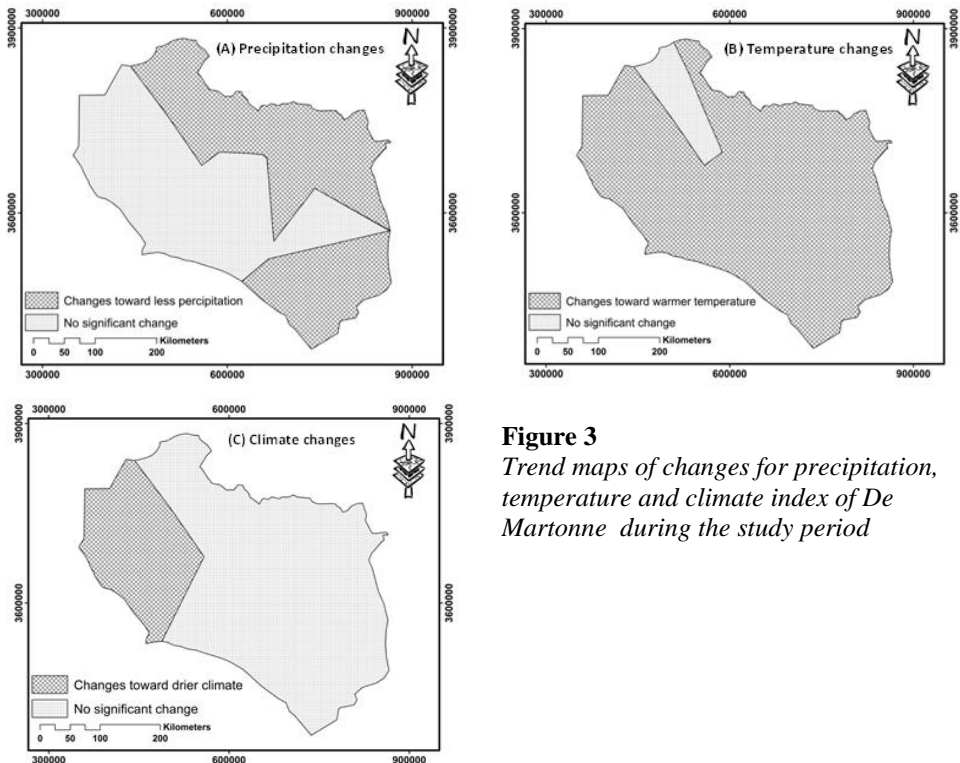 300000 600000 900000
3900000 3900000
(A) Precipitation changes
N
3600000 3600000
Changes toward less percipitation
No significant change
Kilometers
0 50 100 200
300000 600000 900000
300000 600000 900000
3900000 3900000
(B) Temperature changes
N
3600000 3600000
Changes toward warmer temperature
No significant change
Kilometers
0 50 100 200
300000 600000 900000
300000 600000 900000
3900000 3900000
(C) Climate changes
N
3600000 3600000
Changes toward drier climate
No significant change
Kilometers
0 50 100 200
300000 600000 900000
Figure 3
Trend maps of changes for precipitation,
temperature and climate index of De
Martonne during the study period